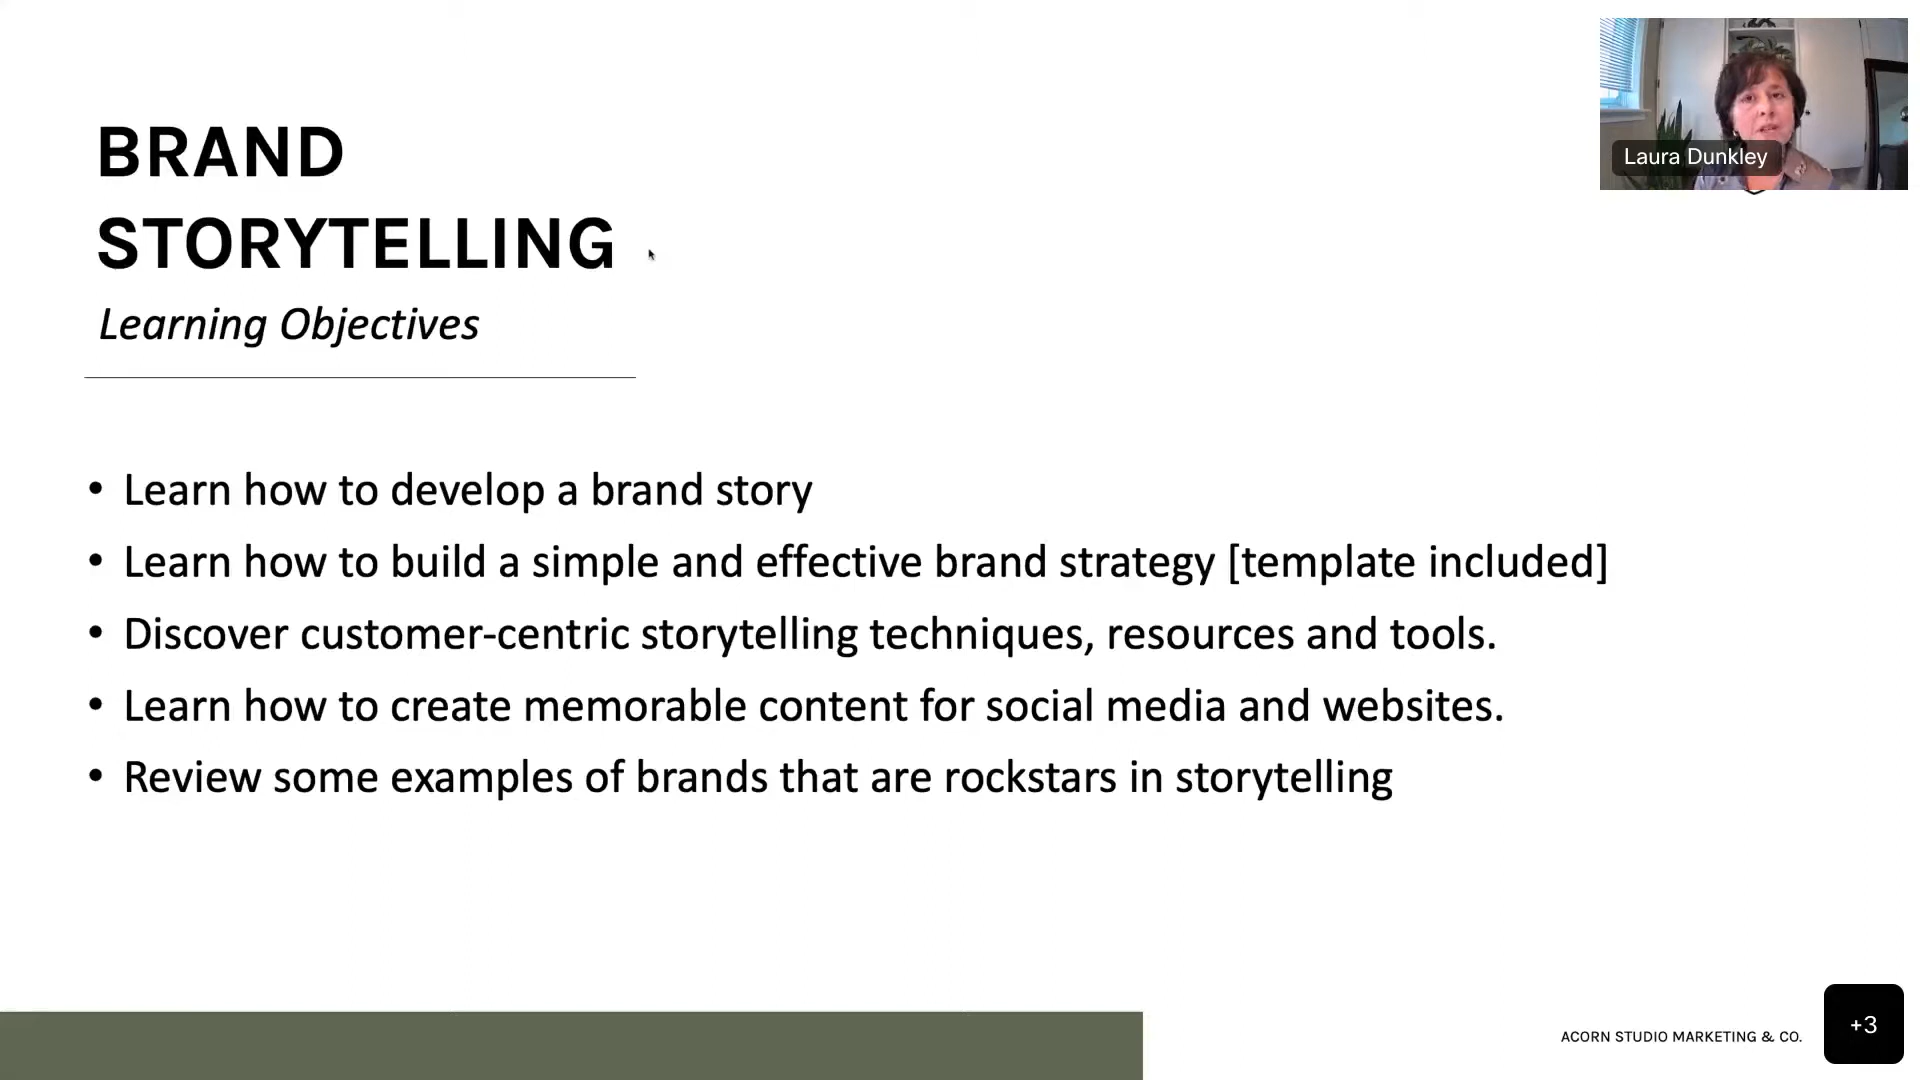 BRAND
STORYTELLING
Learning Objectives
• Learn how to develop a brand story
• Learn how to build a simple and effective brand strategy [template included]
• Discover customer-centric storytelling techniques, resources and tools.
• Learn how to create memorable content for social media and websites.
• Review some examples of brands that are rockstars in storytelling
Laura Dunkley
ACORN STUDIO MARKETING & CO.
+3